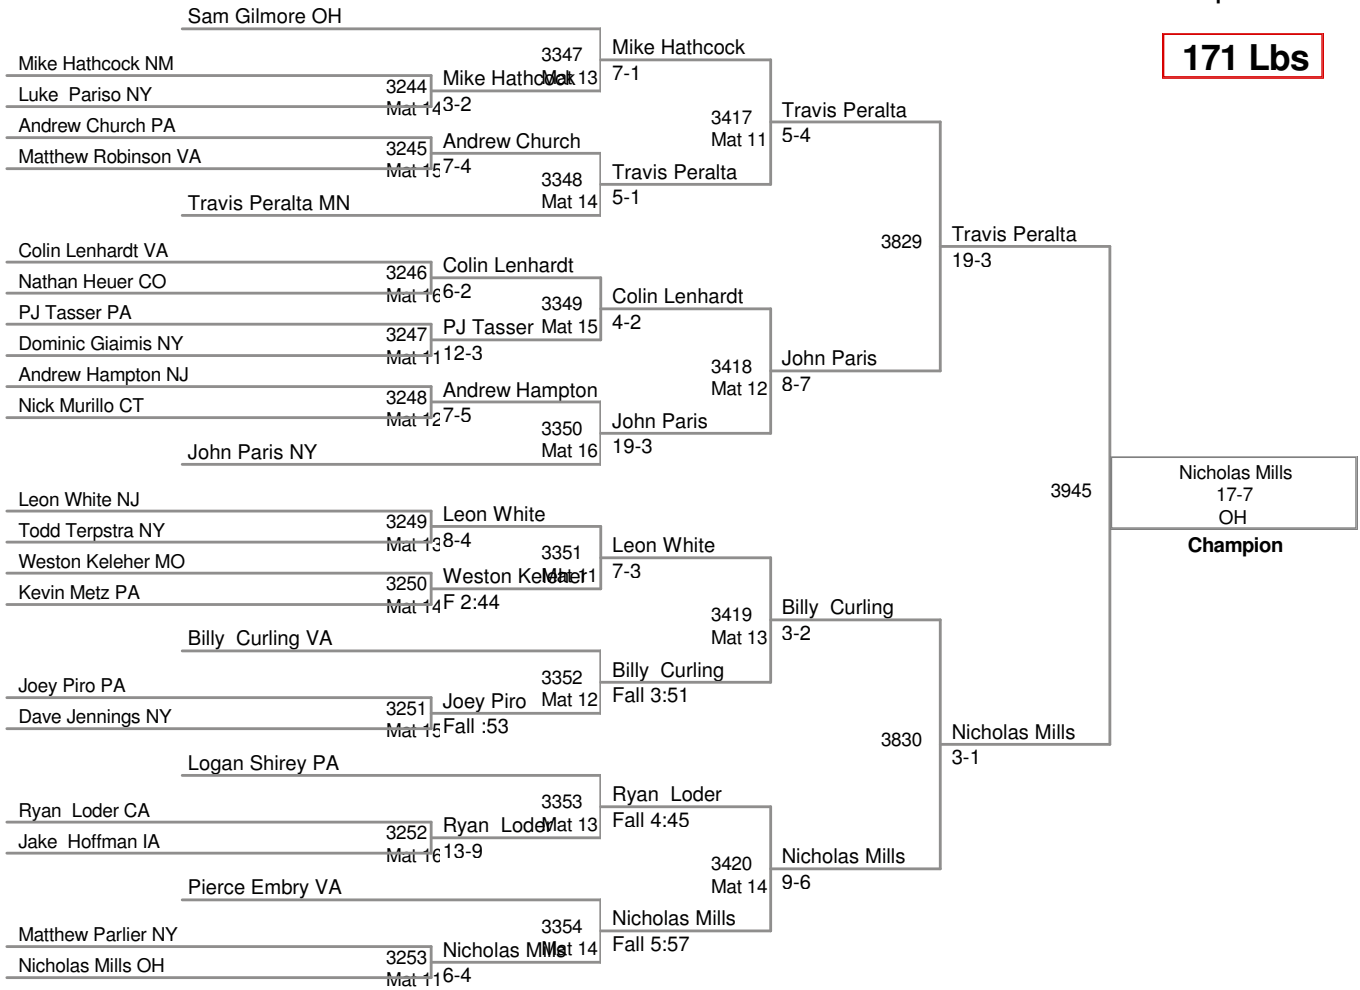 171 Lbs
Sam Gilmore OH
3347
Mat 13
Mike Hathcock
7-1
Mike Hathcock NM
Luke Pariso NY
3244
Mat 14
Mike Hathcock
3-2
Andrew Church PA
Matthew Robinson VA
3245
Mat 15
Andrew Church
7-4
3348
Mat 14
Travis Peralta
5-1
Travis Peralta MN
3417
Mat 11
Travis Peralta
5-4
Colin Lenhardt VA
Nathan Heuer CO
3246
Mat 16
Colin Lenhardt
6-2
PJ Tasser PA
Dominic Giaimis NY
3247
Mat 11
PJ Tasser
12-3
3349
Mat 15
Colin Lenhardt
4-2
Andrew Hampton NJ
Nick Murillo CT
3248
Mat 12
Andrew Hampton
7-5
3350
Mat 16
John Paris
19-3
John Paris NY
3418
Mat 12
John Paris
8-7
3829
Travis Peralta
19-3
Leon White NJ
Todd Terpstra NY
3249
Mat 13
Leon White
8-4
Weston Keleher MO
Kevin Metz PA
3250
Mat 14
Weston Keleher
F 2:44
3351
Mat 11
Leon White
7-3
Billy Curling VA
Joey Piro PA
Dave Jennings NY
3251
Mat 15
Joey Piro
Fall :53
3352
Mat 12
Billy Curling
Fall 3:51
3419
Mat 13
Billy Curling
3-2
Logan Shirey PA
Ryan Loder CA
Jake Hoffman IA
3252
Mat 16
Ryan Loder
13-9
3353
Mat 13
Ryan Loder
Fall 4:45
Pierce Embry VA
Matthew Parlier NY
Nicholas Mills OH
3253
Mat 11
Nicholas Mills
6-4
3354
Mat 14
Nicholas Mills
Fall 5:57
3420
Mat 14
Nicholas Mills
9-6
3830
Nicholas Mills
3-1
3945
Nicholas Mills
17-7
OH
Champion